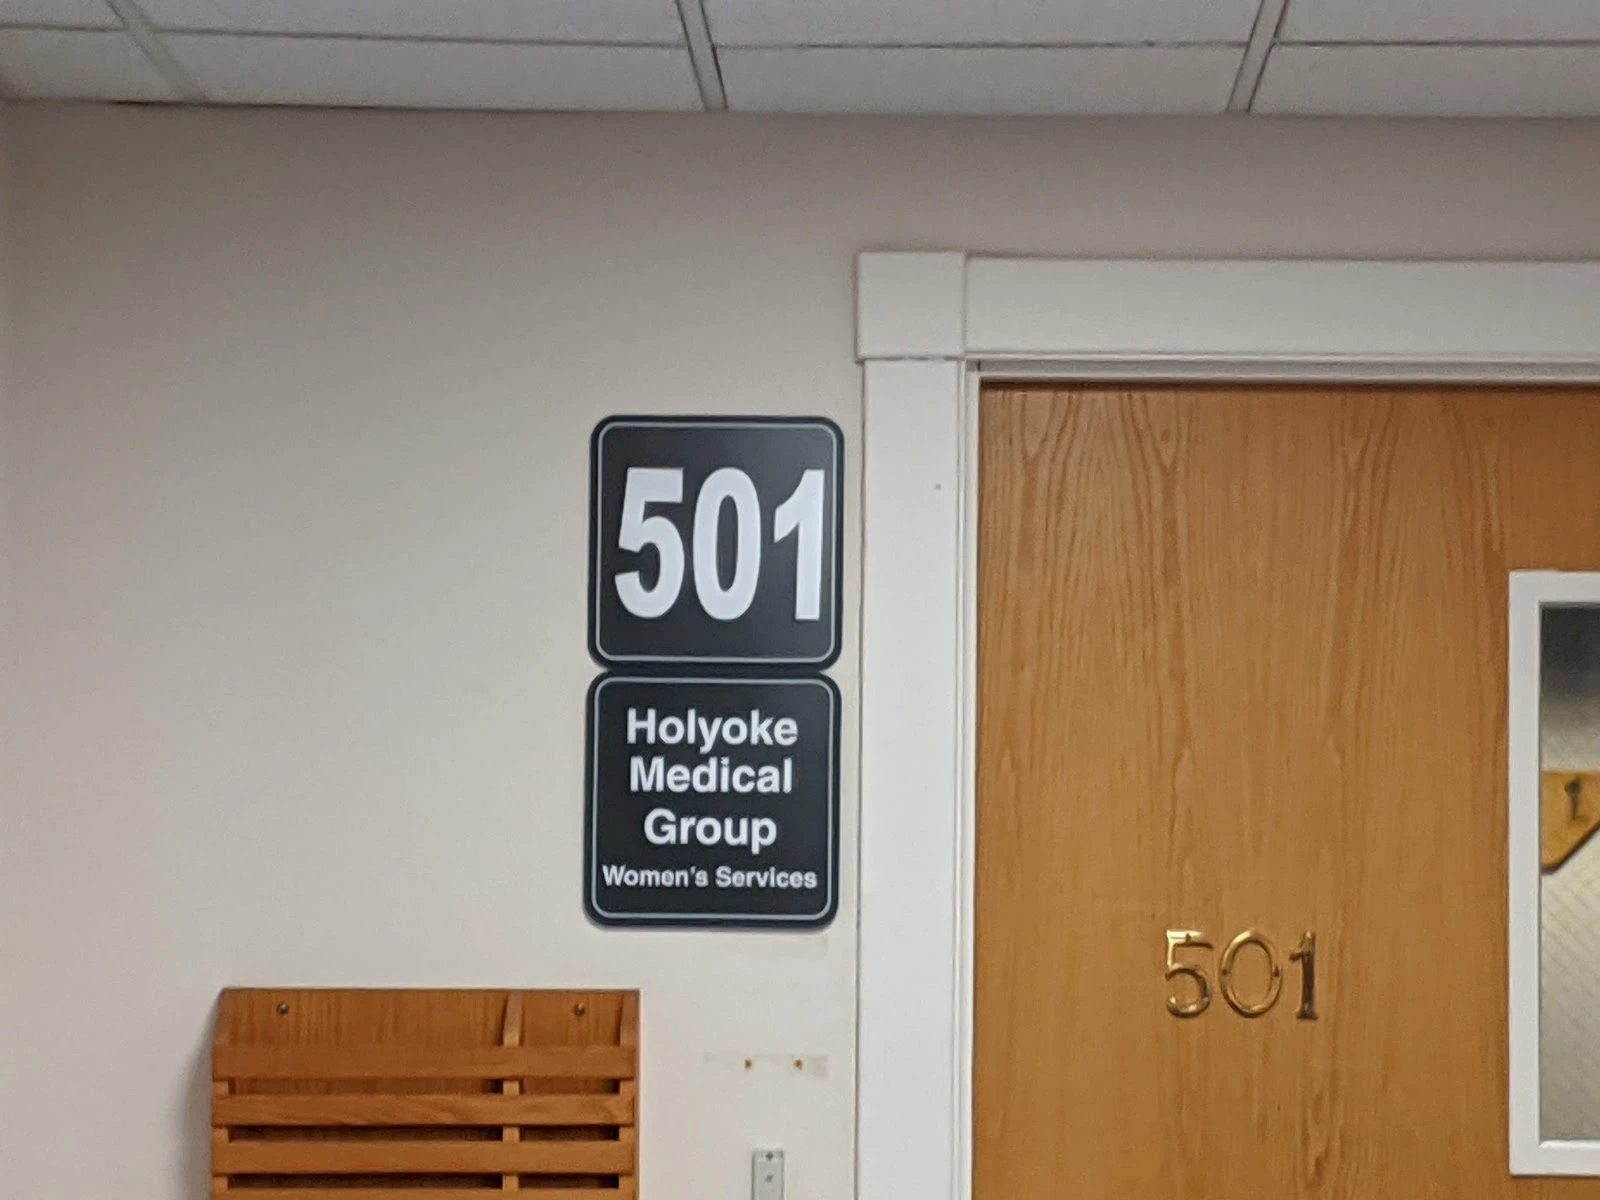 501
Holyoke
Medical
Group
Women's Services
501